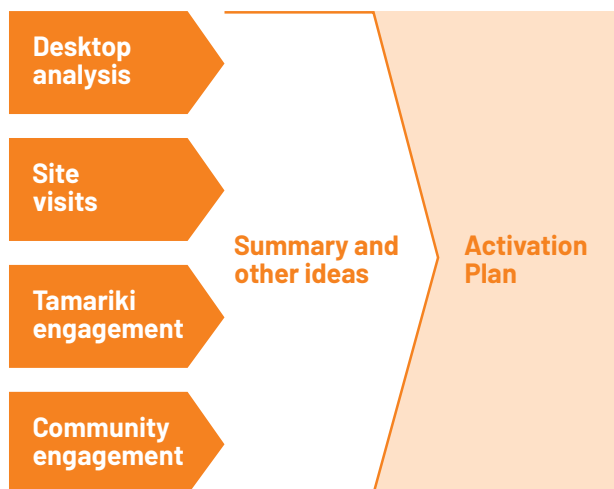 Desktop
analysis
Site
visits
Tamariki
engagement
Community
engagement
Summary and
other ideas
Activation
Plan